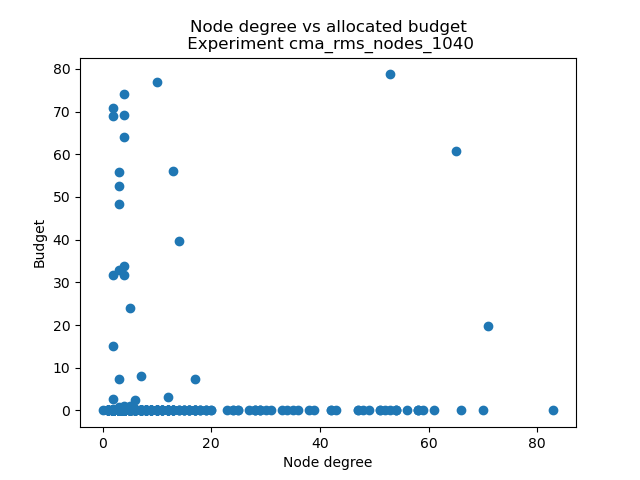 Node degree vs allocated budget
Experiment cma_rms_nodes_1040
80
70
60
50
40
30
20
10
0
Budget
0 20 40 60 80
Node degree